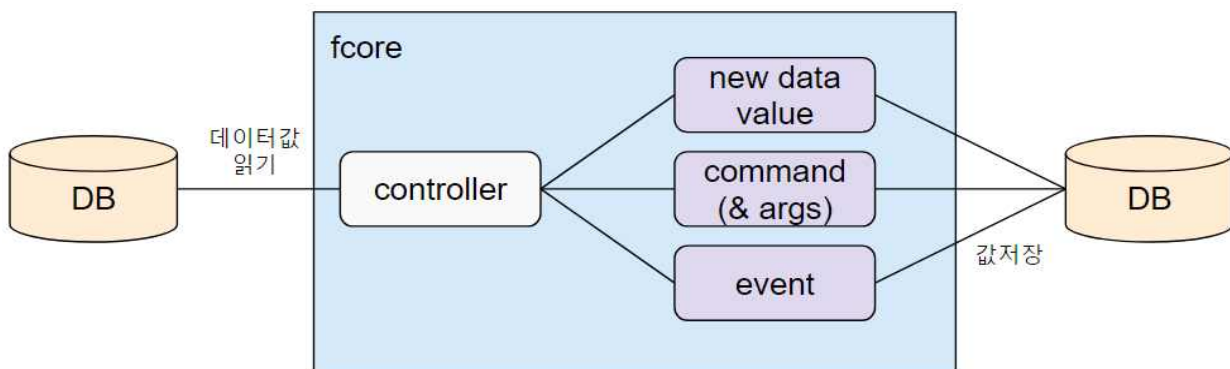 fcore
데이터값
읽기
DB
controller
new data
value
command
(& args)
event
값저장
DB